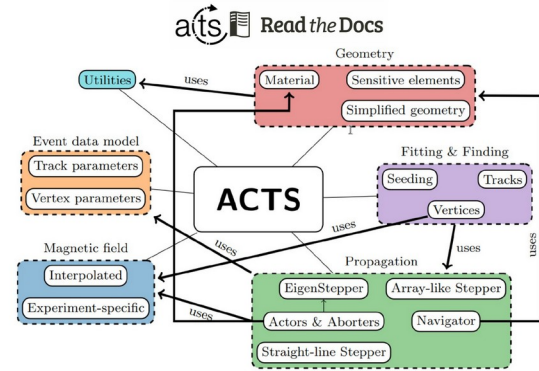 acts Read the Docs
Geometry
Utilities
uses
Material
Sensitive elements
Simplified geometry
Event data model
Track parameters
Vertex parameters
ACTS
Fitting & Finding
Seeding
Tracks
Vertices
uses
uses
uses
uses
Magnetic field
Interpolated
Experiment-specific
uses
Propagation
EigenStepper
Array-like Stepper
Actors & Aborters
Navigator
Straight-line Stepper